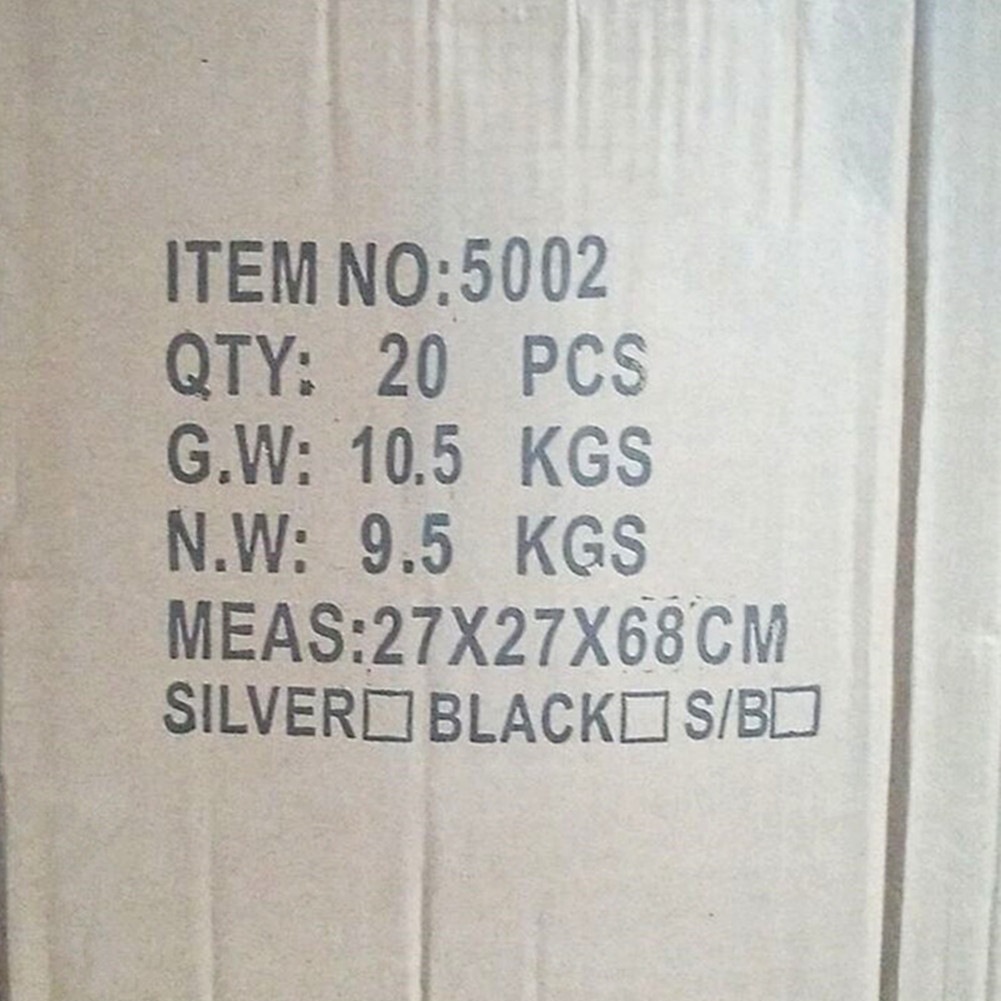 ITEM NO:5002
QTY: 20 PCS
G.W: 10.5 KGS
N.W: 9.5 KGS
MEAS:27X27X68CM
SILVER□ BLACK□ S/B□